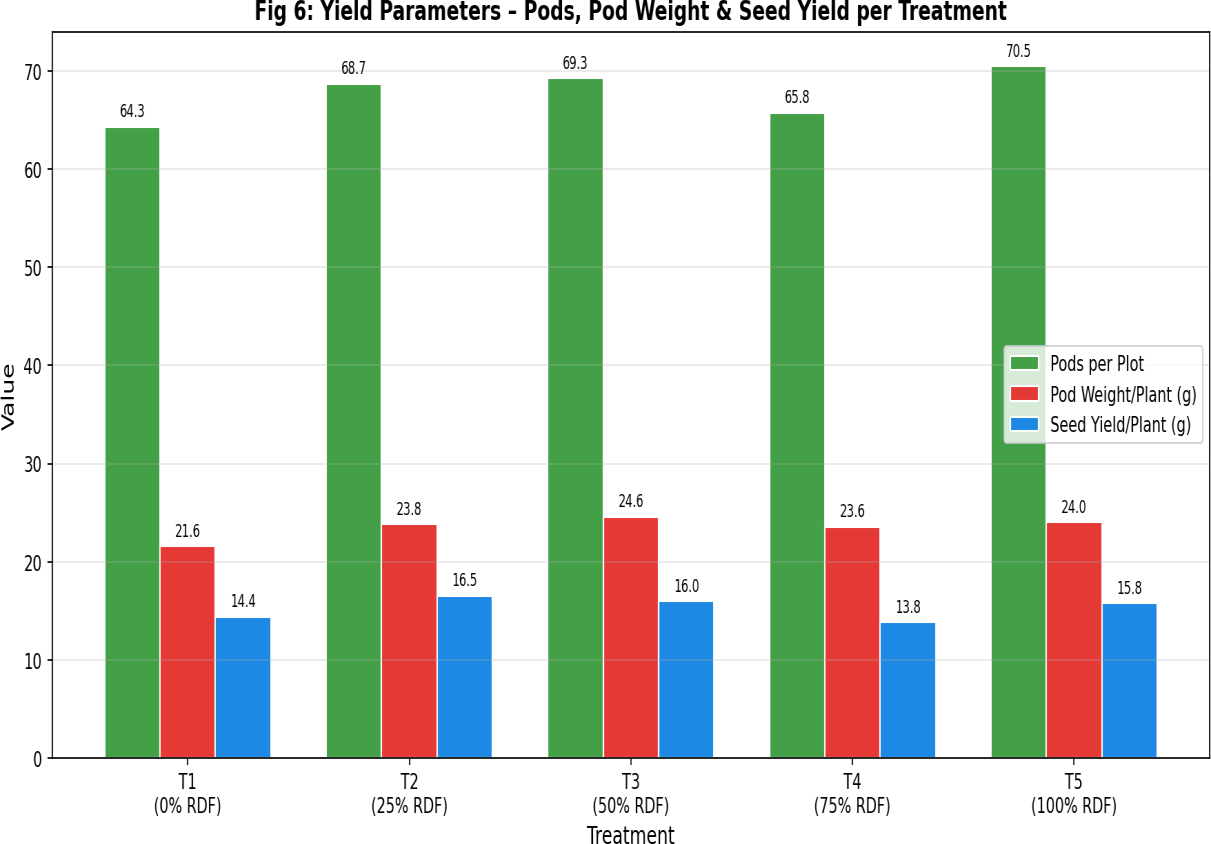 Fig 6: Yield Parameters – Pods, Pod Weight & Seed Yield per Treatment
70
60
50
40
30
20
10
0
Value
64.3
21.6
14.4
68.7
23.8
16.5
69.3
24.6
16.0
65.8
23.6
13.8
70.5
24.0
15.8
Pods per Plot
Pod Weight/Plant (g)
Seed Yield/Plant (g)
T1
(0% RDF)
T2
(25% RDF)
T3
(50% RDF)
T4
(75% RDF)
T5
(100% RDF)
Treatment